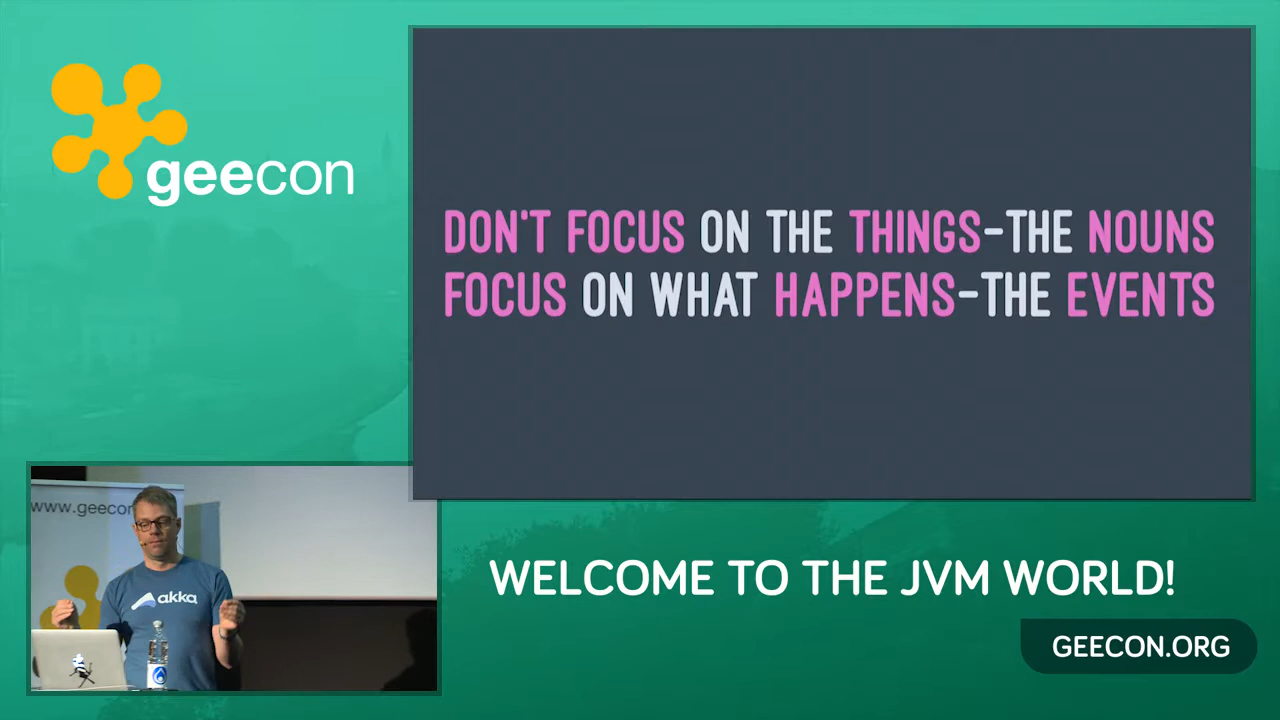 geecon
DON'T FOCUS ON THE THINGS-THE NOUNS
FOCUS ON WHAT HAPPENS-THE EVENTS
www.geecon
akka
WELCOME TO THE JVM WORLD!
GEECON.ORG